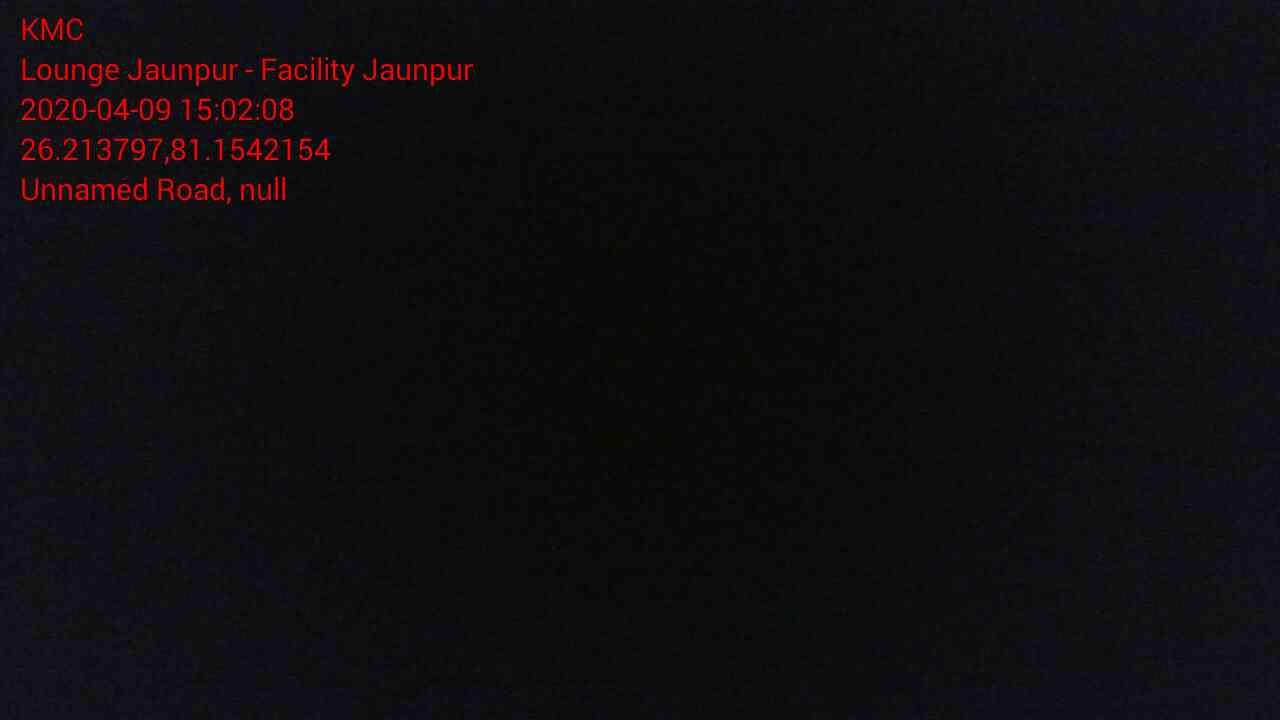 KMC
Lounge Jaunpur - Facility Jaunpur
2020-04-09 15:02:08
26.213797,81.1542154
Unnamed Road, null